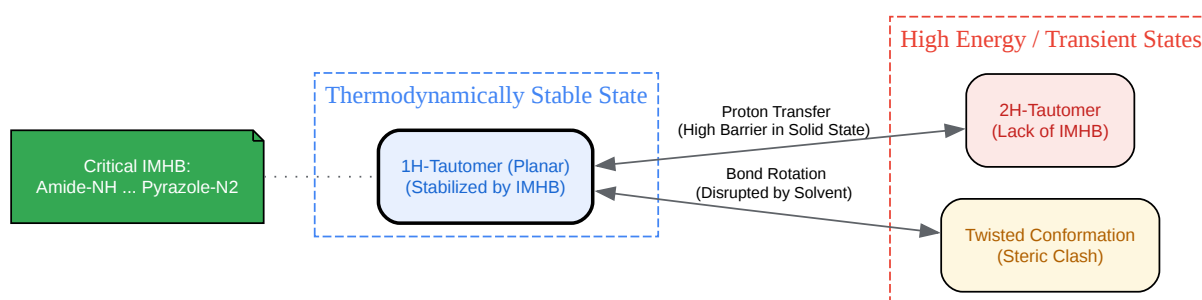 High Energy / Transient States
Thermodynamically Stable State
Critical IMHB:
Amide-NH ... Pyrazole-N2
1H-Tautomer (Planar)
(Stabilized by IMHB)
Proton Transfer
(High Barrier in Solid State)
Bond Rotation
(Disrupted by Solvent)
2H-Tautomer
(Lack of IMHB)
Twisted Conformation
(Steric Clash)